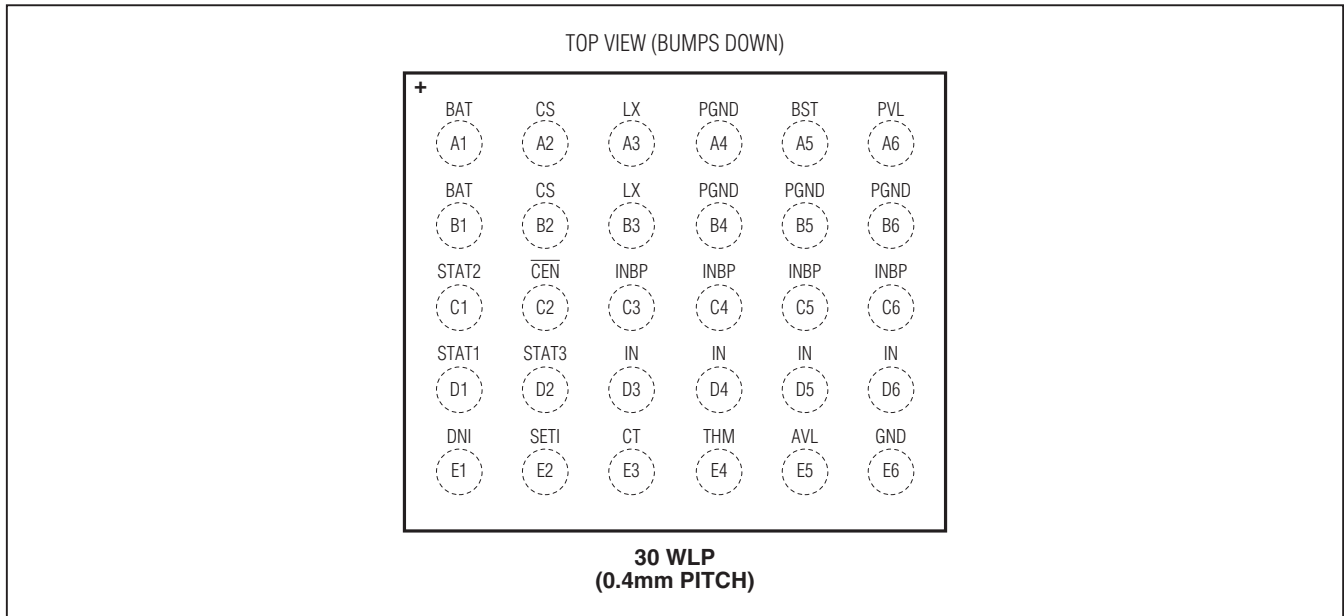 TOP VIEW (BUMPS DOWN)
+
BAT CS LX PGND BST PVL
A1 A2 A3 A4 A5 A6
BAT CS LX PGND PGND PGND
B1 B2 B3 B4 B5 B6
STAT2 C̅E̅N̅ INBP INBP INBP INBP
C1 C2 C3 C4 C5 C6
STAT1 STAT3 IN IN IN IN
D1 D2 D3 D4 D5 D6
DNI SETI CT THM AVL GND
E1 E2 E3 E4 E5 E6
30 WLP
(0.4mm PITCH)